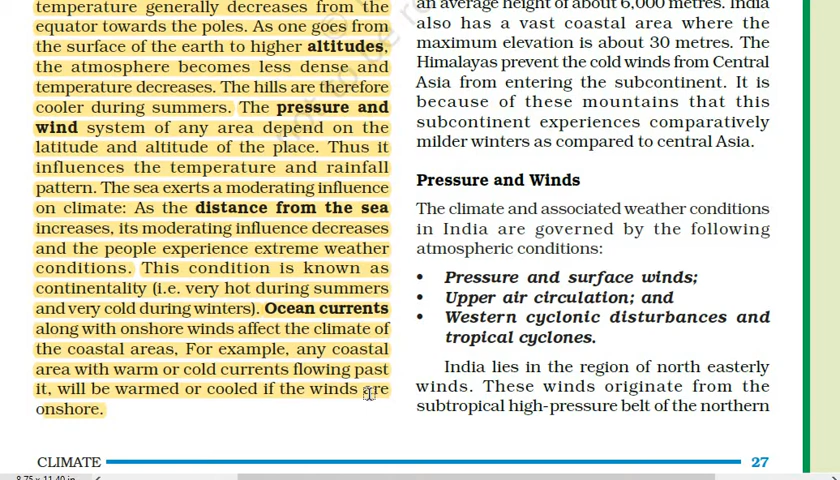 temperature generally decreases from the
equator towards the poles. As one goes from
the surface of the earth to higher altitudes,
the atmosphere becomes less dense and
temperature decreases. The hills are therefore
cooler during summers. The pressure and
wind system of any area depend on the
latitude and altitude of the place. Thus it
influences the temperature and rainfall
pattern. The sea exerts a moderating influence
on climate: As the distance from the sea
increases, its moderating influence decreases
and the people experience extreme weather
conditions. This condition is known as
continentality (i.e. very hot during summers
and very cold during winters). Ocean currents
along with onshore winds affect the climate of
the coastal areas, For example, any coastal
area with warm or cold currents flowing past
it, will be warmed or cooled if the winds are
onshore.
an average height of about 6,000 metres. India
also has a vast coastal area where the
maximum elevation is about 30 metres. The
Himalayas prevent the cold winds from Central
Asia from entering the subcontinent. It is
because of these mountains that this
subcontinent experiences comparatively
milder winters as compared to central Asia.
Pressure and Winds
The climate and associated weather conditions
in India are governed by the following
atmospheric conditions:
• Pressure and surface winds;
• Upper air circulation; and
• Western cyclonic disturbances and
tropical cyclones.
India lies in the region of north easterly
winds. These winds originate from the
subtropical high-pressure belt of the northern
CLIMATE 27
8.75 x 11.40 in